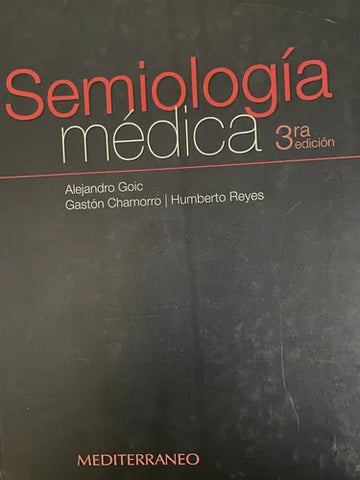 Semiología
médica 3ra
edición
Alejandro Goic
Gastón Chamorro | Humberto Reyes
MEDITERRANEO